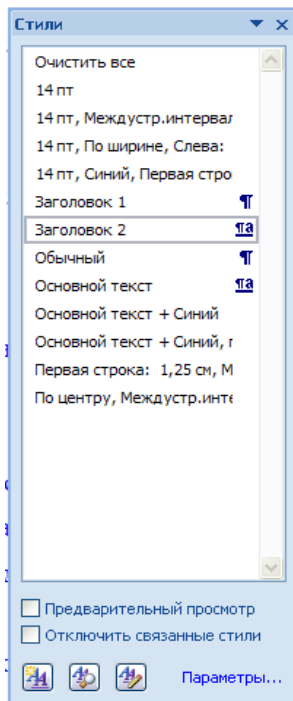 Стили
Очистить все
14 пт
14 пт, Междустр.интервал
14 пт, По ширине, Слева:
14 пт, Синий, Первая стро
Заголовок 1 ¶
Заголовок 2 ¶a
Обычный ¶
Основной текст ¶a
Основной текст + Синий
Основной текст + Синий, г
Первая строка: 1,25 см, М
По центру, Междустр.инте
Предварительный просмотр
Отключить связанные стили
Параметры...